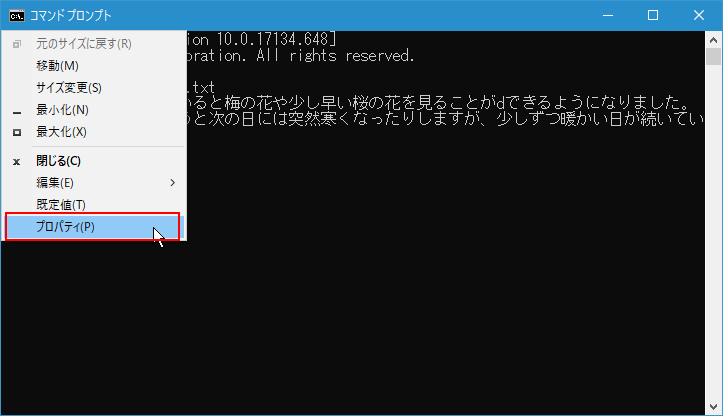 コマンド プロンプト
元のサイズに戻す(R)
移動(M)
サイズ変更(S)
最小化(N)
最大化(X)
閉じる(C)
編集(E)
既定値(T)
プロパティ(P)
ion 10.0.17134.648]
oration. All rights reserved.
.txt
いると梅の花や少し早い桜の花を見ることがdできるようになりました。
うと次の日には突然寒くなったりしますが、少しずつ暖かい日が続いてい